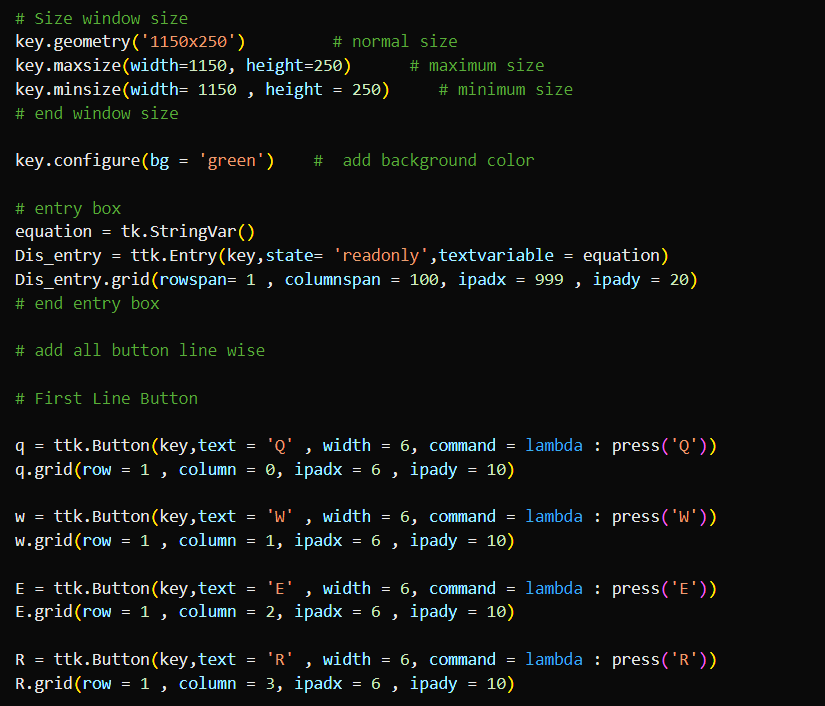 # Size window size
key.geometry('1150x250')         # normal size
key.maxsize(width=1150, height=250)      # maximum size
key.minsize(width= 1150 , height = 250)     # minimum size
# end window size
key.configure(bg = 'green')    #  add background color
# entry box
equation = tk.StringVar()
Dis_entry = ttk.Entry(key,state= 'readonly',textvariable = equation)
Dis_entry.grid(rowspan= 1 , columnspan = 100, ipadx = 999 , ipady = 20)
# end entry box
# add all button line wise
# First Line Button
q = ttk.Button(key,text = 'Q' , width = 6, command = lambda : press('Q'))
q.grid(row = 1 , column = 0, ipadx = 6 , ipady = 10)
w = ttk.Button(key,text = 'W' , width = 6, command = lambda : press('W'))
w.grid(row = 1 , column = 1, ipadx = 6 , ipady = 10)
E = ttk.Button(key,text = 'E' , width = 6, command = lambda : press('E'))
E.grid(row = 1 , column = 2, ipadx = 6 , ipady = 10)
R = ttk.Button(key,text = 'R' , width = 6, command = lambda : press('R'))
R.grid(row = 1 , column = 3, ipadx = 6 , ipady = 10)